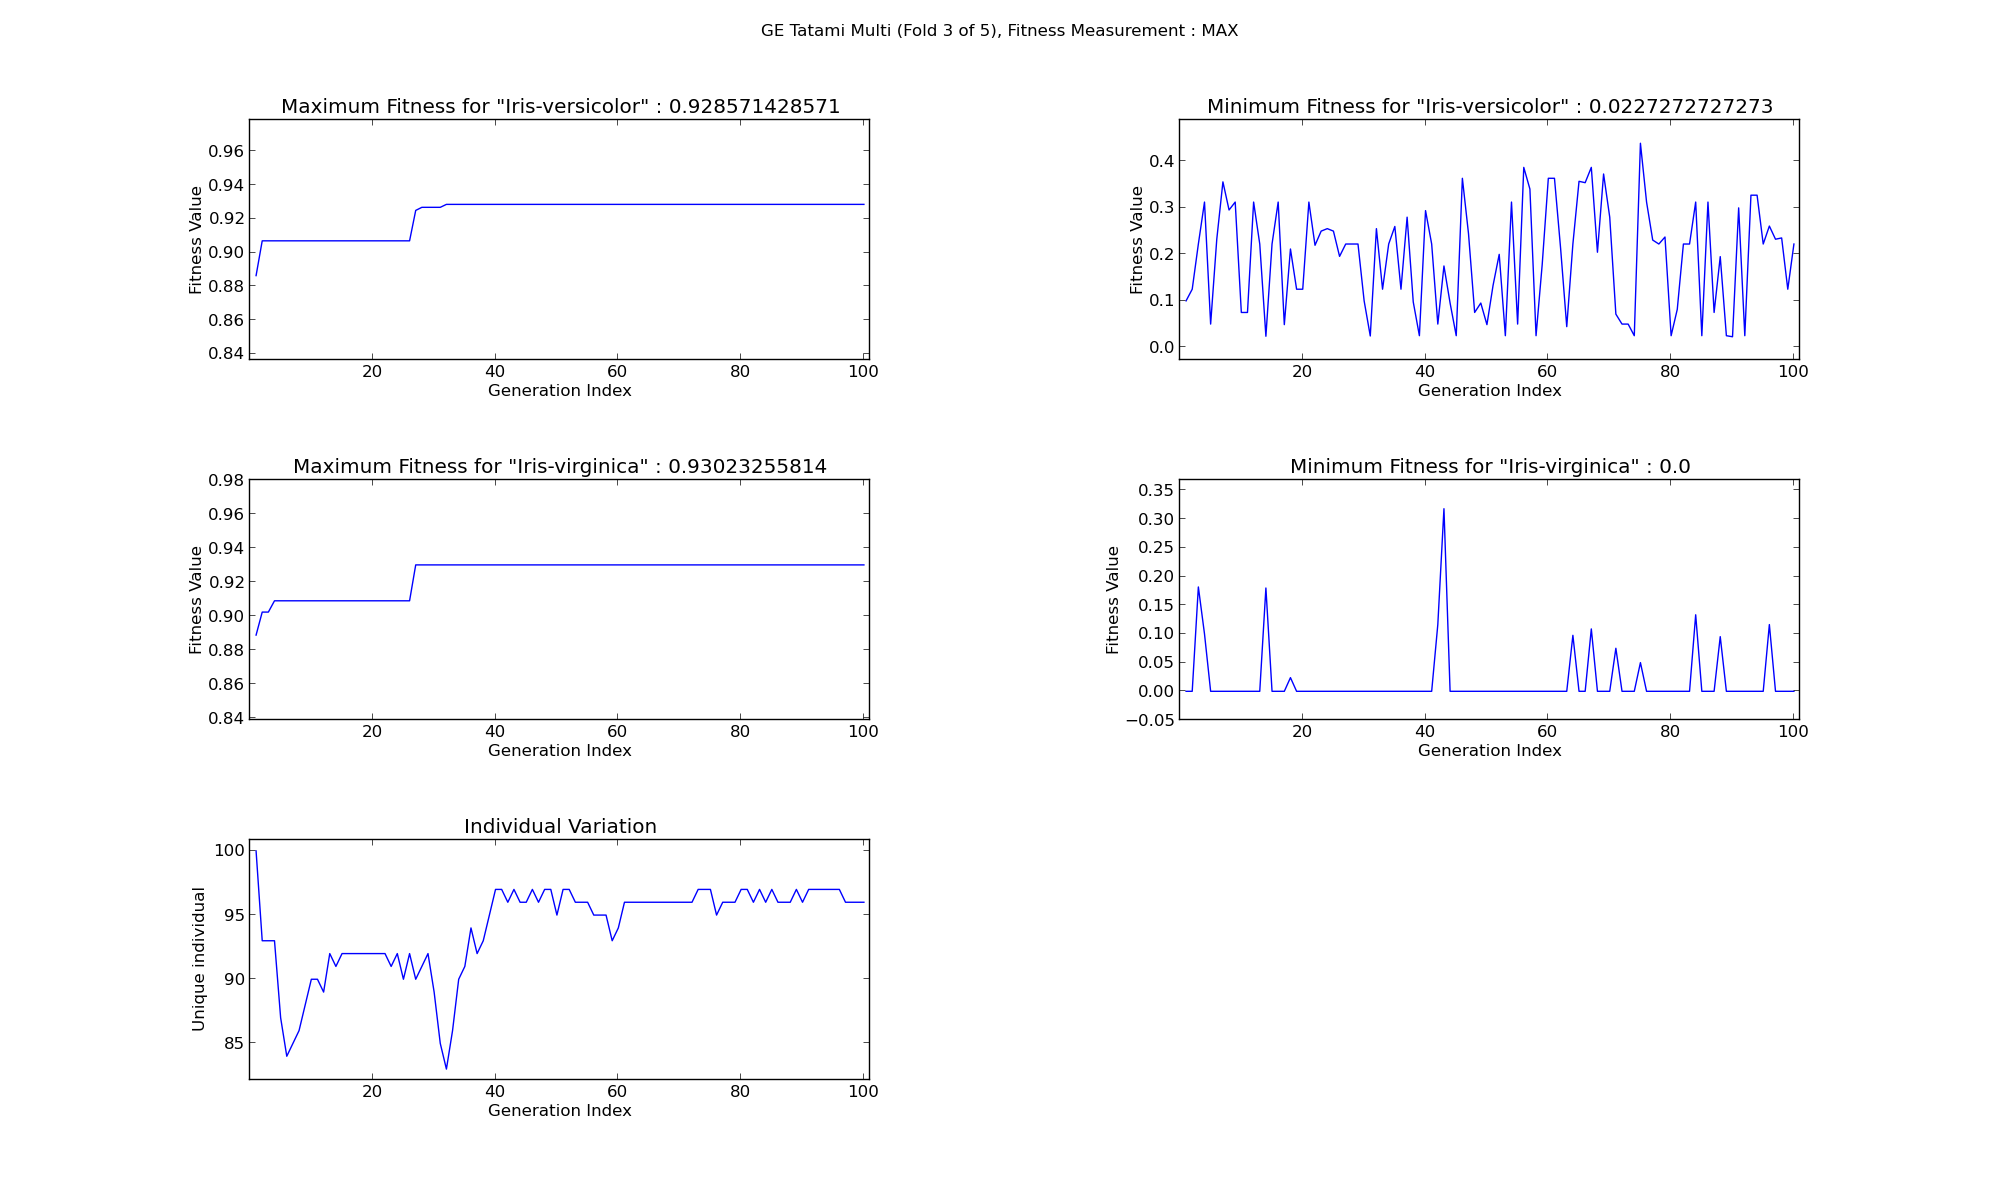 GE Tatami Multi (Fold 3 of 5), Fitness Measurement : MAX
Maximum Fitness for "Iris-versicolor" : 0.928571428571
Fitness Value
0.96
0.94
0.92
0.90
0.88
0.86
0.84
20 40 60 80 100
Generation Index
Minimum Fitness for "Iris-versicolor" : 0.0227272727273
Fitness Value
0.4
0.3
0.2
0.1
0.0
20 40 60 80 100
Generation Index
Maximum Fitness for "Iris-virginica" : 0.93023255814
Fitness Value
0.98
0.96
0.94
0.92
0.90
0.88
0.86
0.84
20 40 60 80 100
Generation Index
Minimum Fitness for "Iris-virginica" : 0.0
Fitness Value
0.35
0.30
0.25
0.20
0.15
0.10
0.05
0.00
−0.05
20 40 60 80 100
Generation Index
Individual Variation
Unique individual
100
95
90
85
20 40 60 80 100
Generation Index